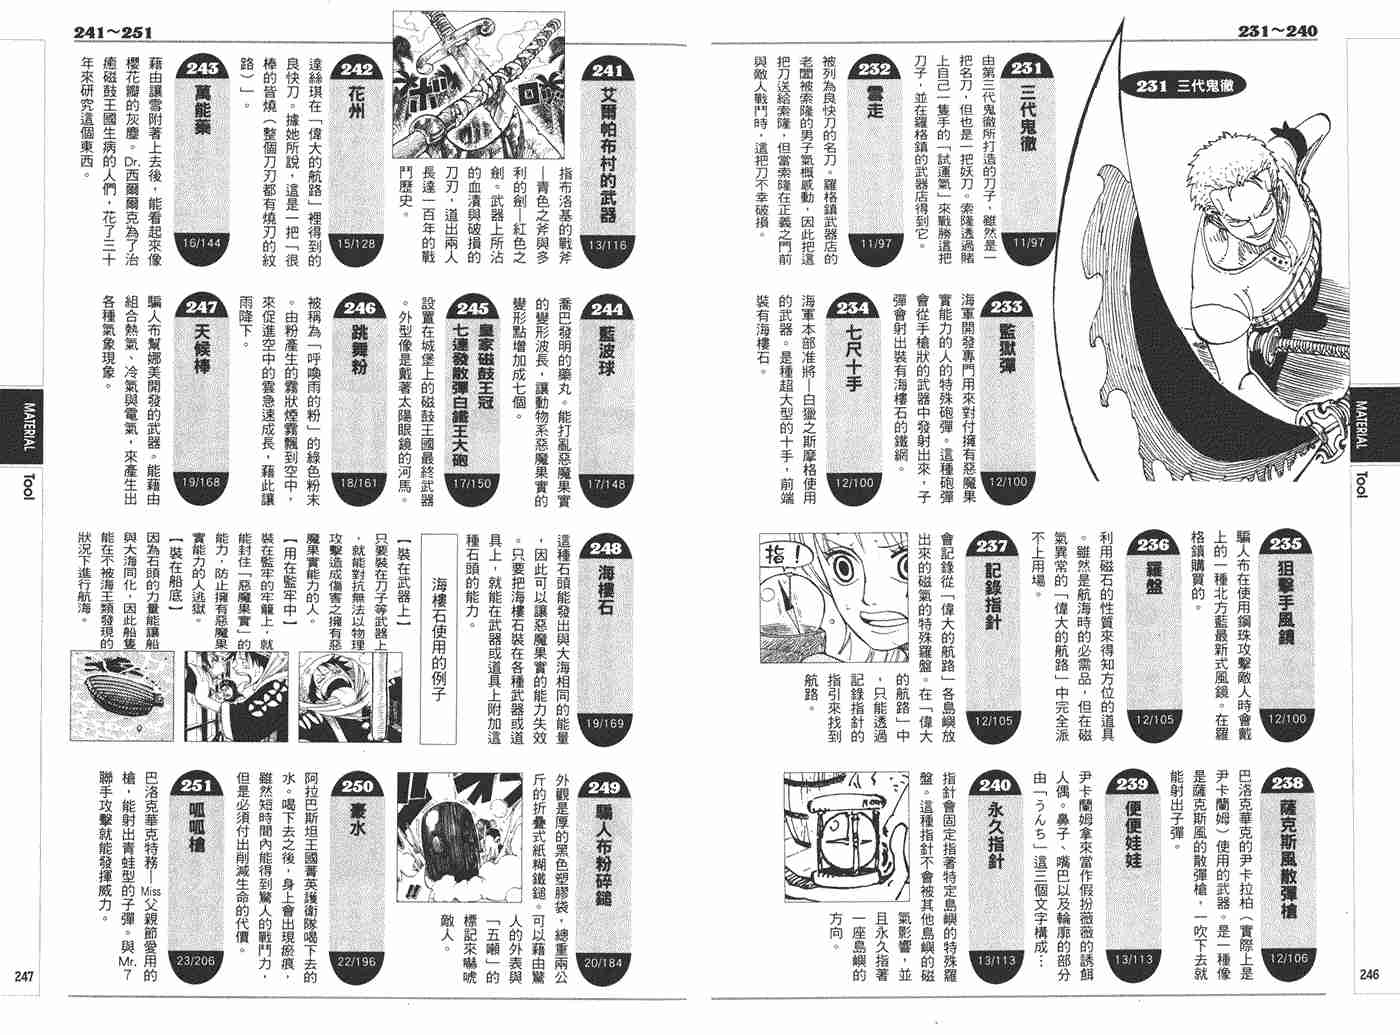 231～240
231 三代鬼徹
231
三代鬼徹
11/97
由第三代鬼徹所打造的刀子，雖然是一
把名刀，但也是一把妖刀。索隆透過賭
上自己一隻手的「試運氣」來戰勝這把
刀子，並在羅格鎮的武器店得到它。
232
雪走
11/97
被列為良快刀的名刀。羅格鎮武器店的
老闆被索隆的男子氣概感動，因此把這
把刀送給索隆，但當索隆在正義之門前
與敵人戰鬥時，這把刀不幸破損。
233
監獄彈
12/100
海軍開發專門用來對付擁有惡魔果
實能力的人的特殊砲彈。這種砲彈
會從手槍狀的武器中發射出來，子
彈會射出裝有海樓石的鐵網。
234
七尺十手
12/100
海軍本部准將—白獵之斯摩格使用
的武器。是種超大型的十手，前端
裝有海樓石。
235
狙擊手風鏡
12/100
騙人布在使用鋼珠攻擊敵人時會戴
上的一種北方藍最新式風鏡。在羅
格鎮購買的。
236
羅盤
12/105
利用磁石的性質來得知方位的道具
。雖然是航海時的必需品，但在磁
氣異常的「偉大的航路」中完全派
不上用場。
237
記錄指針
12/105
會記錄從「偉大的航路」各島嶼放
出來的磁氣的特殊羅盤。在「偉大
的航路」中
，只能透過
記錄指針的
指引來找到
航路。
指！
238
薩克斯風散彈槍
12/106
巴洛克華克的尹卡拉柏（實際上是
尹卡蘭姆）使用的武器。是一種像
是薩克斯風的散彈槍，一吹下去就
能射出子彈。
239
便便娃娃
13/113
尹卡蘭姆拿來當作假扮薇薇的誘餌
人偶。鼻子、嘴巴以及輪廓的部分
由「うんち」這三個文字構成…
240
永久指針
13/113
指針會固定指著特定島嶼的特殊羅
盤。這種指針不會被其他島嶼的磁
氣影響，並
且永久指著
一座島嶼的
方向。
MATERIAL
Tool
246
241～251
241
艾爾帕布村的武器
13/116
指布洛基的戰斧
—青色之斧與多
利的劍—紅色之
劍。武器上所沾
的血漬與破損的
刀刃，道出兩人
長達一百年的戰
鬥歷史。
242
花州
15/128
達絲琪在「偉大的航路」裡得到的
良快刀。據她所說，這是一把「很
棒的皆燒（整個刀刃都有燒刃的紋
路）」。
243
萬能藥
16/144
藉由讓雪附著上去後，能看起來像
櫻花瓣的灰塵。Dr.西爾爾克為了治
癒磁鼓王國生病的人們，花了三十
年來研究這個東西。
244
藍波球
17/148
喬巴發明的藥丸。能打亂惡魔果實
的變形波長，讓動物系惡魔果實的
變形點增加成七個。
245
皇家磁鼓王冠
七連發散彈白鐵王大砲
17/150
設置在城堡上的磁鼓王國最終武器
。外型像是戴著太陽眼鏡的河馬。
246
跳舞粉
18/161
被稱為「呼喚雨的粉」的綠色粉末
。由粉產生的霧狀煙霧飄到空中，
來促進空中的雲急速成長，藉此讓
雨降下。
247
天候棒
19/168
騙人布幫娜美開發的武器。能藉由
組合熱氣、冷氣與電氣，來產生出
各種氣象現象。
248
海樓石
19/169
這種石頭能發出與大海相同的能量
，因此可以讓惡魔果實的能力失效
。只要把海樓石裝在各種武器或道
具上，就能在武器或道具上附加這
種石頭的能力。
海樓石使用的例子
【裝在武器上】
只要裝在刀子等武器上
，就能對抗無法以物理
攻擊造成傷害之擁有惡
魔果實能力的人。
【用在監牢中】
裝在監牢的牢籠上，就
能封住「惡魔果實」的
能力，防止擁有惡魔果
實能力的人逃獄。
【裝在船底】
因為石頭的力量能讓船
與大海同化，因此船隻
能在不被海王類發現的
狀況下進行航海。
249
騙人布粉碎鎚
20/184
外觀是厚的黑色塑膠袋，總重兩公
斤的折疊式紙糊鐵鎚。可以藉由驚
人的外表與
「五噸」的
標記來嚇唬
敵人。
250
豪水
22/196
阿拉巴斯坦王國菁英護衛隊喝下去的
水。喝下去之後，身上會出現瘀痕，
雖然短時間內能得到驚人的戰鬥力，
但是必須付出削減生命的代價。
251
呱呱槍
23/206
巴洛克華克特務—Miss父親節愛用的
槍，能射出青蛙型的子彈。與Mr.7
聯手攻擊就能發揮威力。
MATERIAL
Tool
247